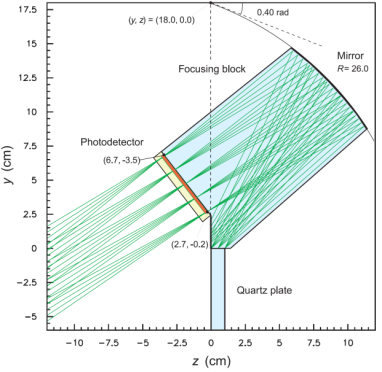 17.5
15
12.5
10
7.5
5
2.5
0
−2.5
−5
y (cm)
(y, z) = (18.0, 0.0)
0.40 rad
Mirror
R= 26.0
Focusing block
Photodetector
(6.7, -3.5)
(2.7, -0.2)
Quartz plate
−10 −7.5 −5 −2.5 0 2.5 5 7.5 10
z (cm)